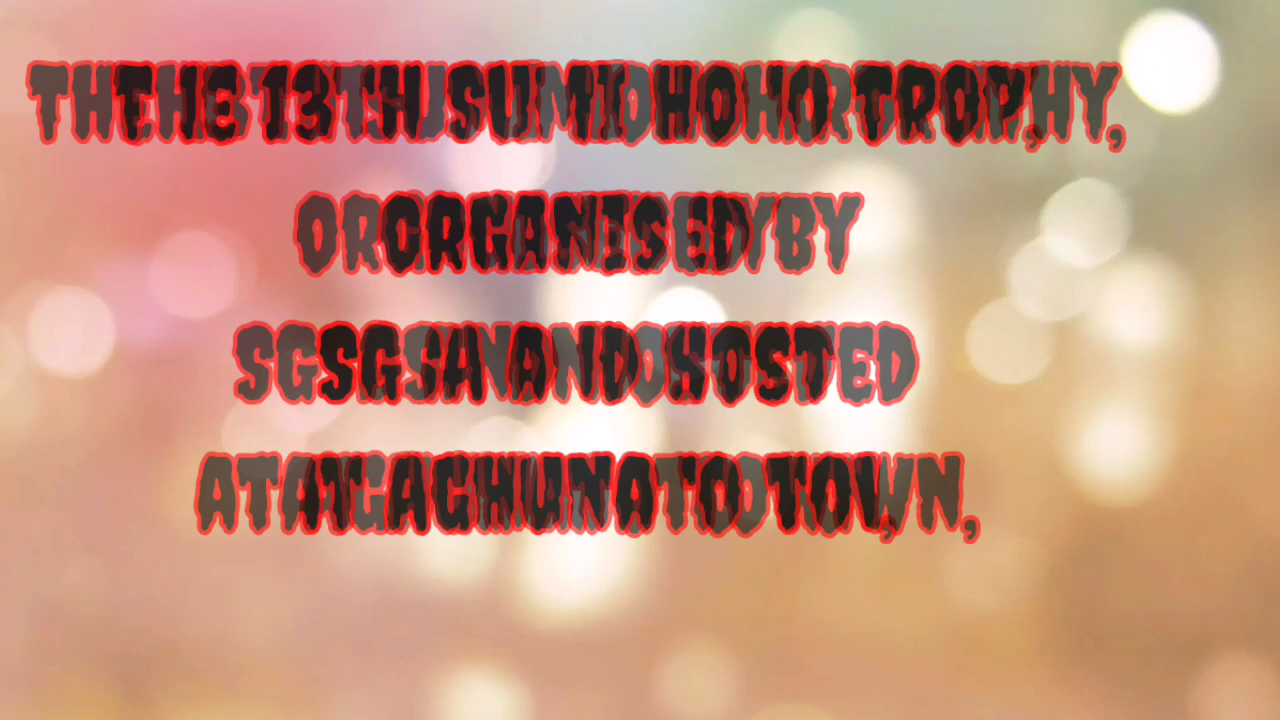 THE 13TH SUMI HOHO TROPHY,
ORGANISED BY
SGSA AND HOSTED
AT AGHUNATO TOWN,